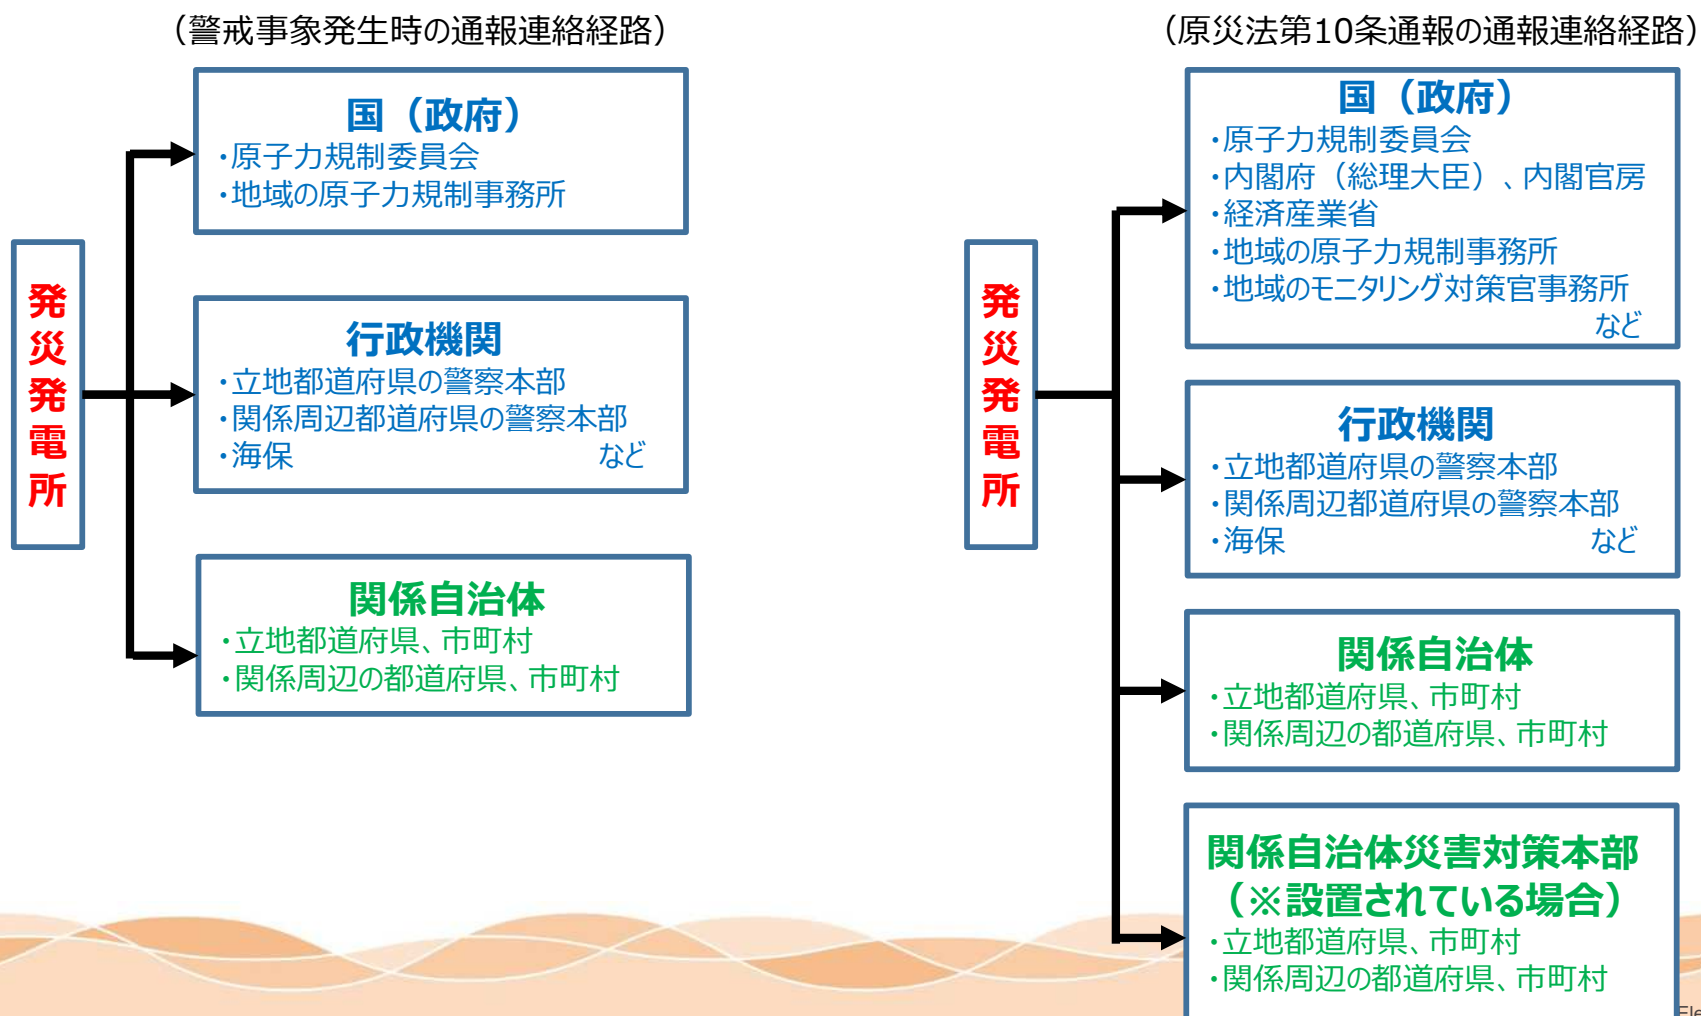 （警戒事象発生時の通報連絡経路）
発災発電所
国（政府）
・原子力規制委員会
・地域の原子力規制事務所
行政機関
・立地都道府県の警察本部
・関係周辺都道府県の警察本部
・海保 など
関係自治体
・立地都道府県、市町村
・関係周辺の都道府県、市町村
（原災法第10条通報の通報連絡経路）
発災発電所
国（政府）
・原子力規制委員会
・内閣府（総理大臣）、内閣官房
・経済産業省
・地域の原子力規制事務所
・地域のモニタリング対策官事務所
など
行政機関
・立地都道府県の警察本部
・関係周辺都道府県の警察本部
・海保 など
関係自治体
・立地都道府県、市町村
・関係周辺の都道府県、市町村
関係自治体災害対策本部
（※設置されている場合）
・立地都道府県、市町村
・関係周辺の都道府県、市町村